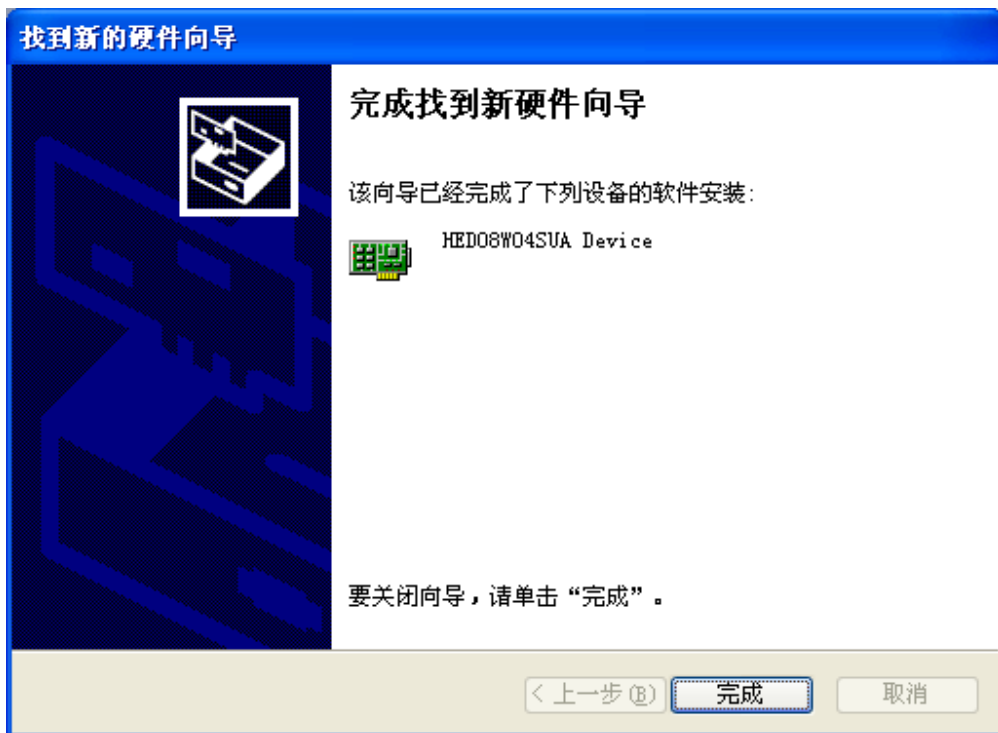 找到新的硬件向导
完成找到新硬件向导
该向导已经完成了下列设备的软件安装:
HED08W04SUA Device
要关闭向导，请单击“完成”。
< 上一步(B)
完成
取消